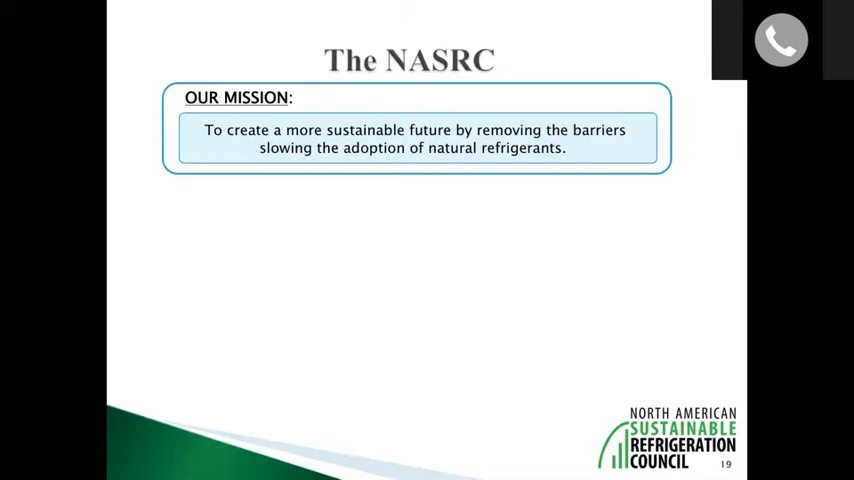 The NASRC
OUR MISSION:
To create a more sustainable future by removing the barriers
slowing the adoption of natural refrigerants.
NORTH AMERICAN
SUSTAINABLE
REFRIGERATION
COUNCIL
19